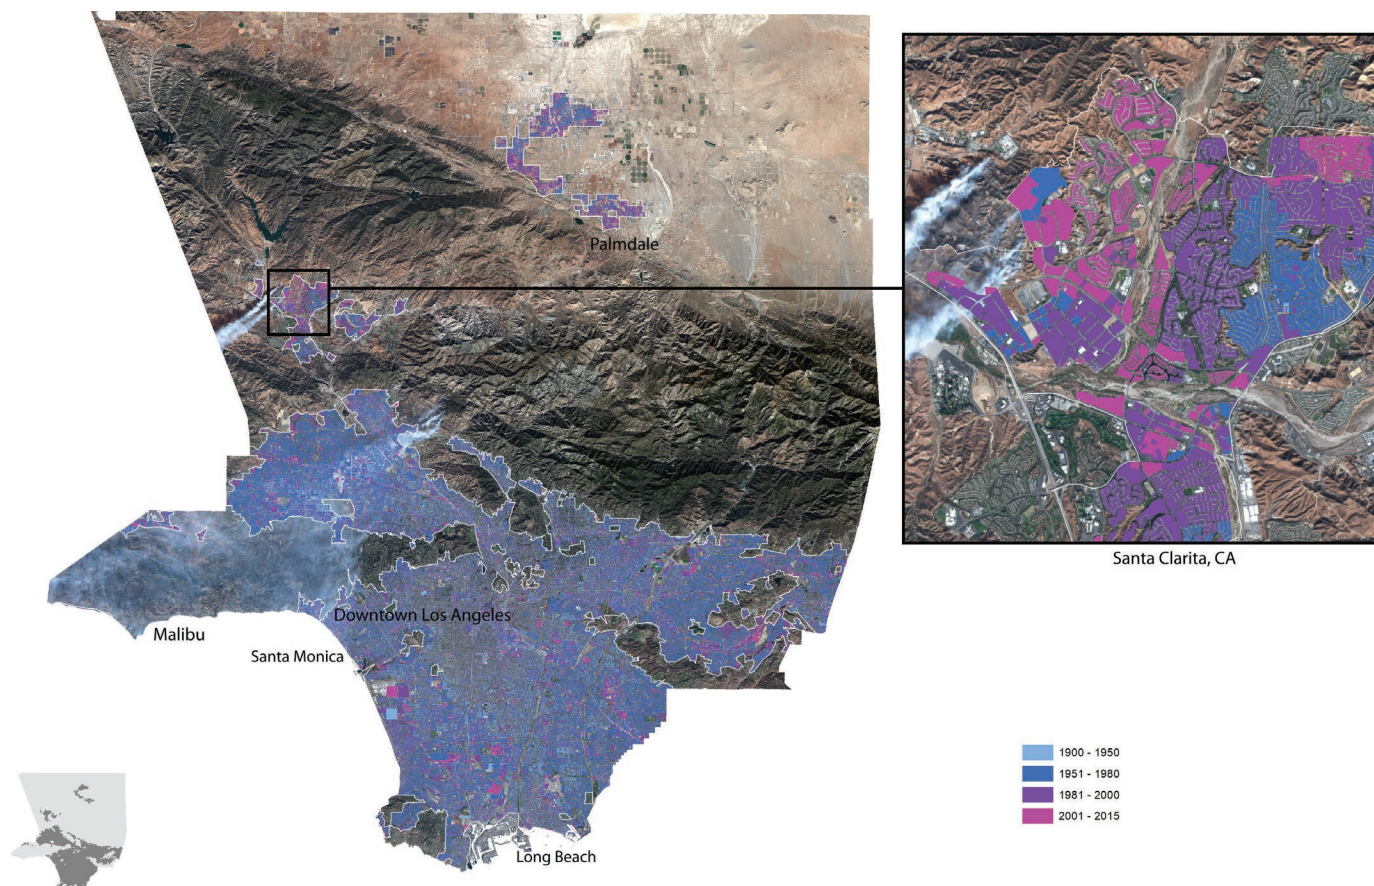 Palmdale
Santa Clarita, CA
Downtown Los Angeles
Malibu
Santa Monica
1900 - 1950
1951 - 1980
1981 - 2000
2001 - 2015
Long Beach